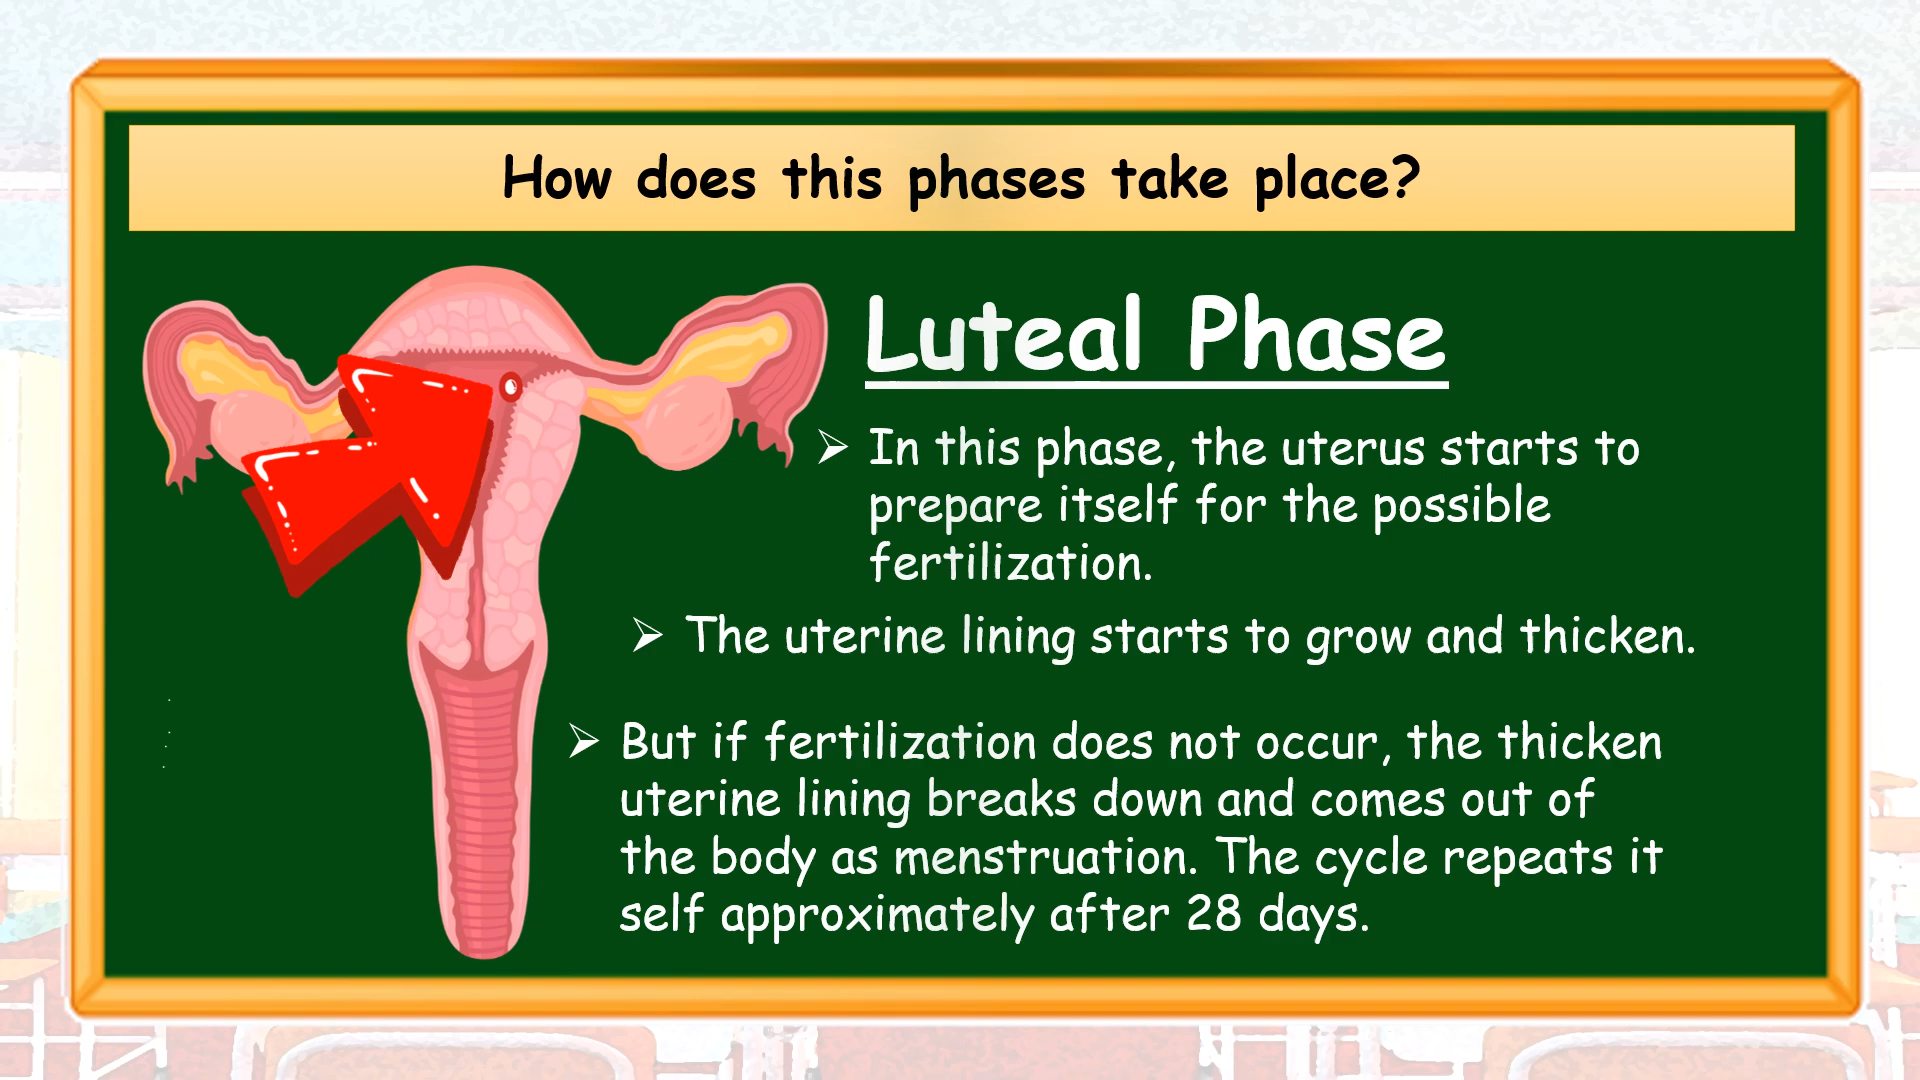 How does this phases take place?
Luteal Phase
➢ In this phase, the uterus starts to
prepare itself for the possible
fertilization.
➢ The uterine lining starts to grow and thicken.
➢ But if fertilization does not occur, the thicken
uterine lining breaks down and comes out of
the body as menstruation. The cycle repeats it
self approximately after 28 days.